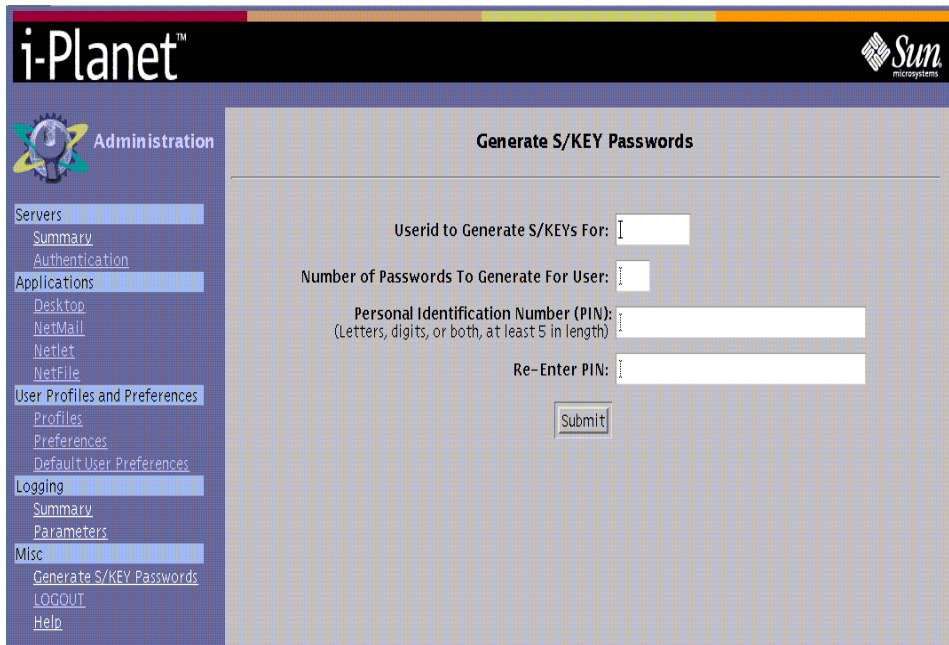 i-Planet™
Sun
microsystems
Administration
Servers
Summary
Authentication
Applications
Desktop
NetMail
Netlet
NetFile
User Profiles and Preferences
Profiles
Preferences
Default User Preferences
Logging
Summary
Parameters
Misc
Generate S/KEY Passwords
LOGOUT
Help
Generate S/KEY Passwords
Userid to Generate S/KEYs For:
Number of Passwords To Generate For User:
Personal Identification Number (PIN):
(Letters, digits, or both, at least 5 in length)
Re-Enter PIN:
Submit